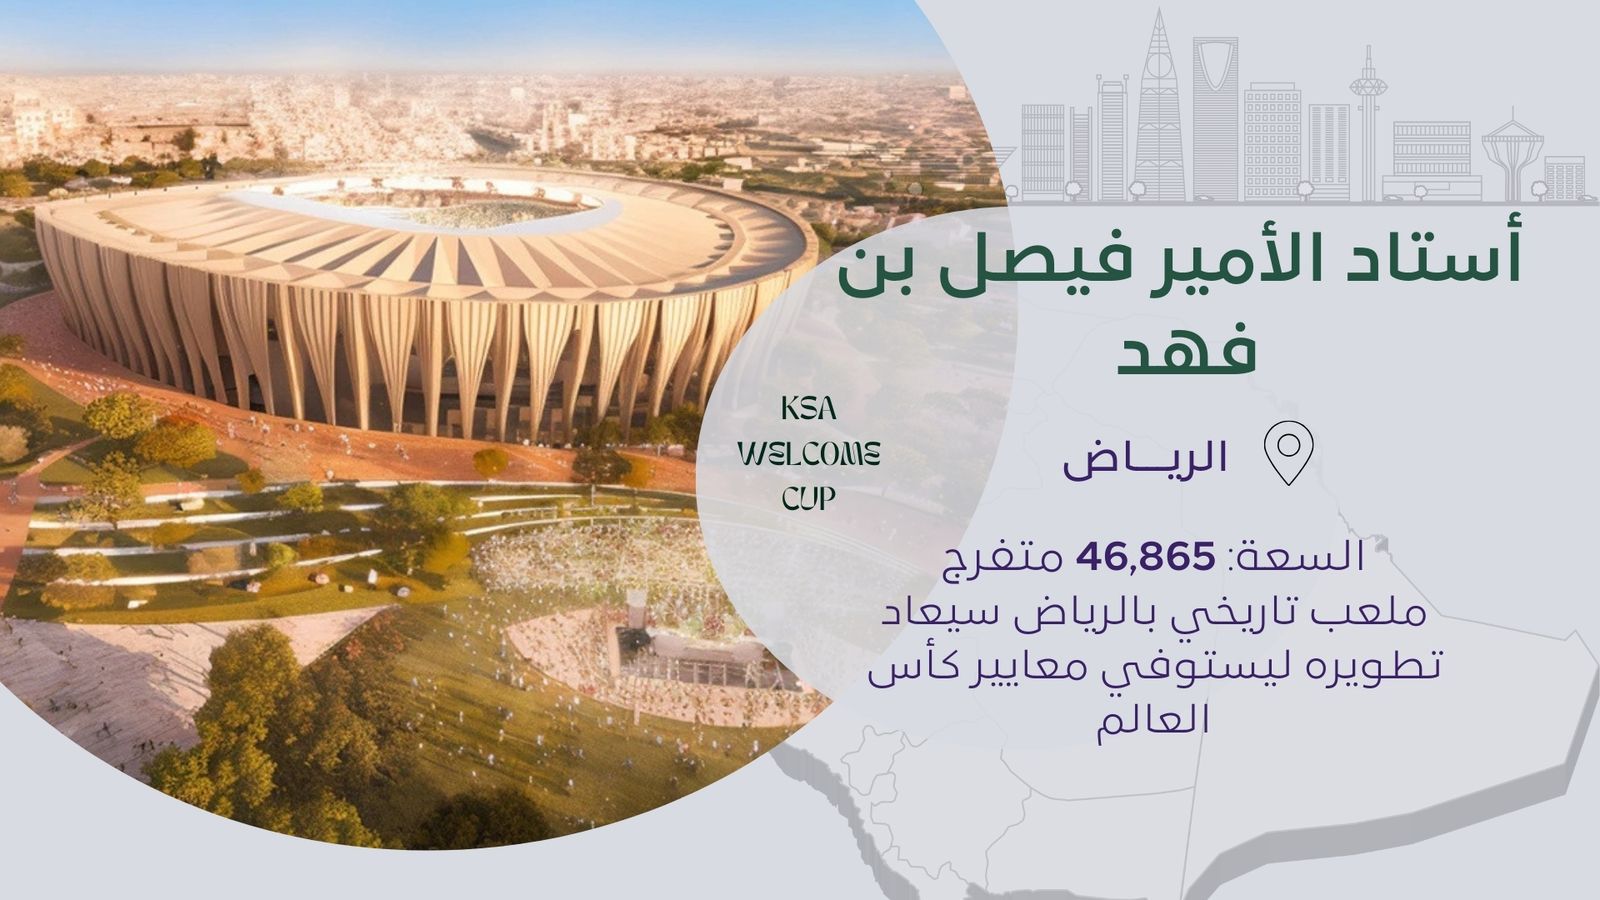 أستاد الأمير فيصل بن
فهد
الريـــاض
KSA
WELCOME
CUP
السعة: 46,865 متفرج
ملعب تاريخي بالرياض سيعاد
تطويره ليستوفي معايير كأس
العالم